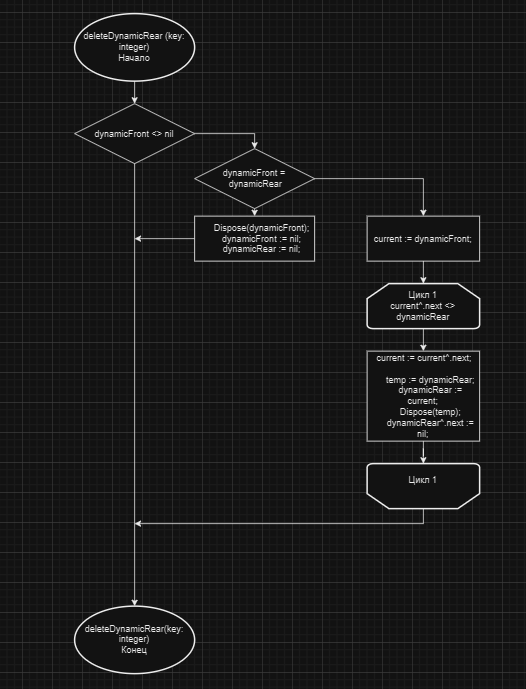 deleteDynamicRear (key:
integer)
Начало
dynamicFront <> nil
dynamicFront =
dynamicRear
Dispose(dynamicFront);
dynamicFront := nil;
dynamicRear := nil;
current := dynamicFront;
Цикл 1
current^.next <>
dynamicRear
current := current^.next;
temp := dynamicRear;
dynamicRear :=
current;
Dispose(temp);
dynamicRear^.next :=
nil;
Цикл 1
deleteDynamicRear(key:
integer)
Конец